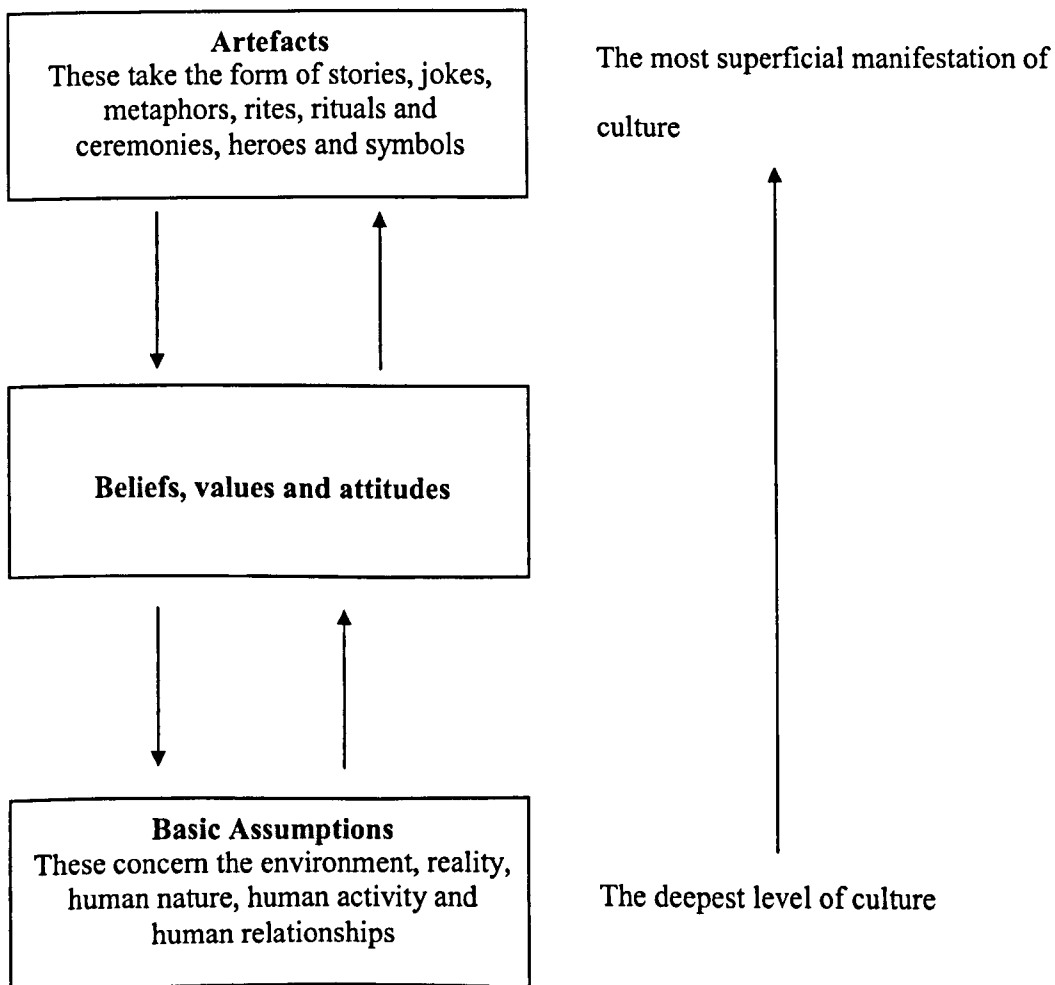 Artefacts
These take the form of stories, jokes,
metaphors, rites, rituals and
ceremonies, heroes and symbols
The most superficial manifestation of
culture
Beliefs, values and attitudes
Basic Assumptions
These concern the environment, reality,
human nature, human activity and
human relationships
The deepest level of culture